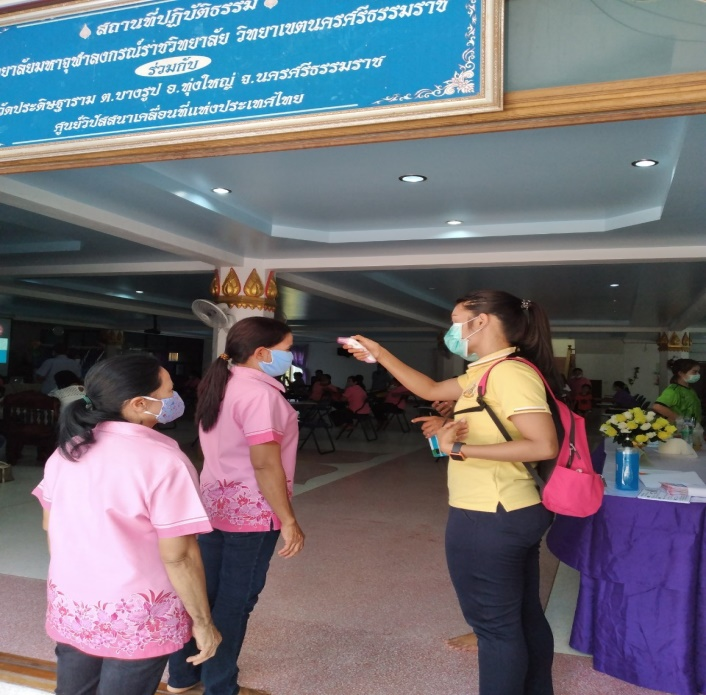 สถานที่ปฏิบัติธรรม
ยาลัยมหาจุฬาลงกรณ์ราชวิทยาลัย วิทยาเขตนครศรีธรรมราช
ร่วมกับ
วัดประดิษฐาราม ต.บางรูป อ.ทุ่งใหญ่ จ.นครศรีธรรมราช
ศูนย์วิปัสสนาเคลื่อนที่แห่งประเทศไทย